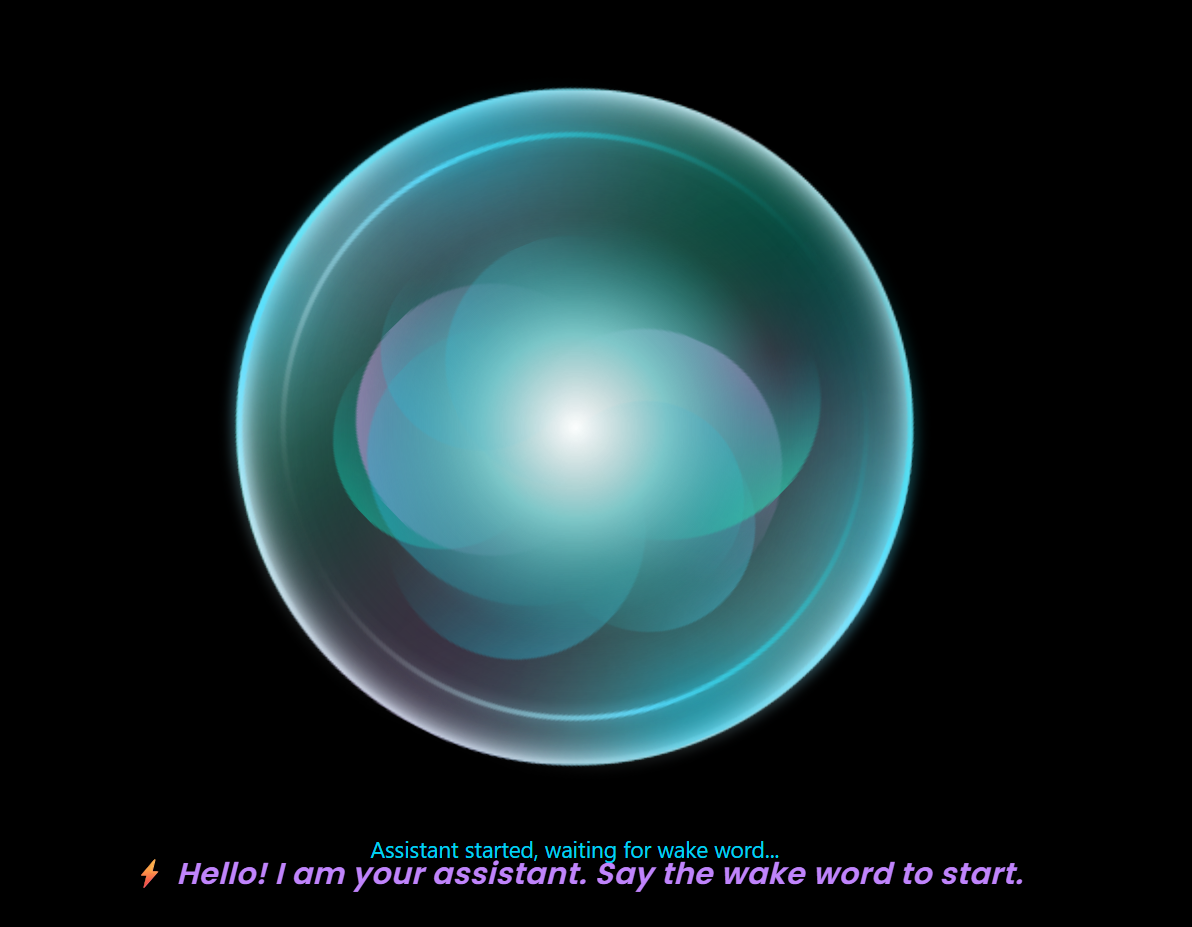 Assistant started, waiting for wake word...
⚡ Hello! I am your assistant. Say the wake word to start.